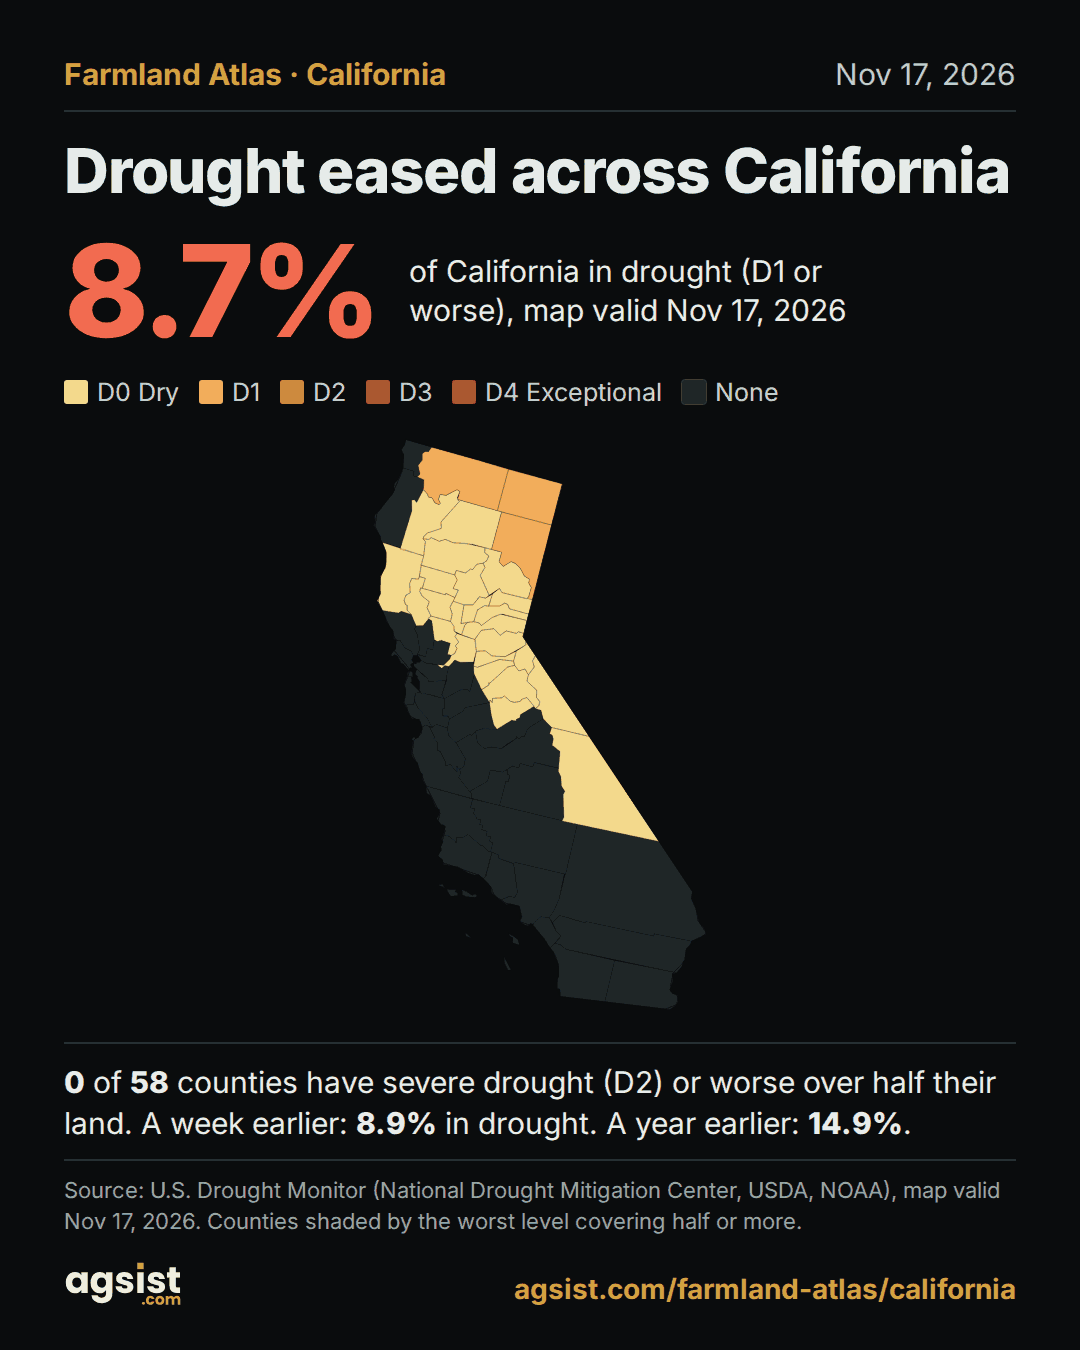 Farmland Atlas · California
Nov 17, 2026
Drought eased across California
8.7%
of California in drought (D1 or
worse), map valid Nov 17, 2026
D0 Dry D1 D2 D3 D4 Exceptional None
0 of 58 counties have severe drought (D2) or worse over half their
land. A week earlier: 8.9% in drought. A year earlier: 14.9%.
Source: U.S. Drought Monitor (National Drought Mitigation Center, USDA, NOAA), map valid
Nov 17, 2026. Counties shaded by the worst level covering half or more.
agsist
.com
agsist.com/farmland-atlas/california